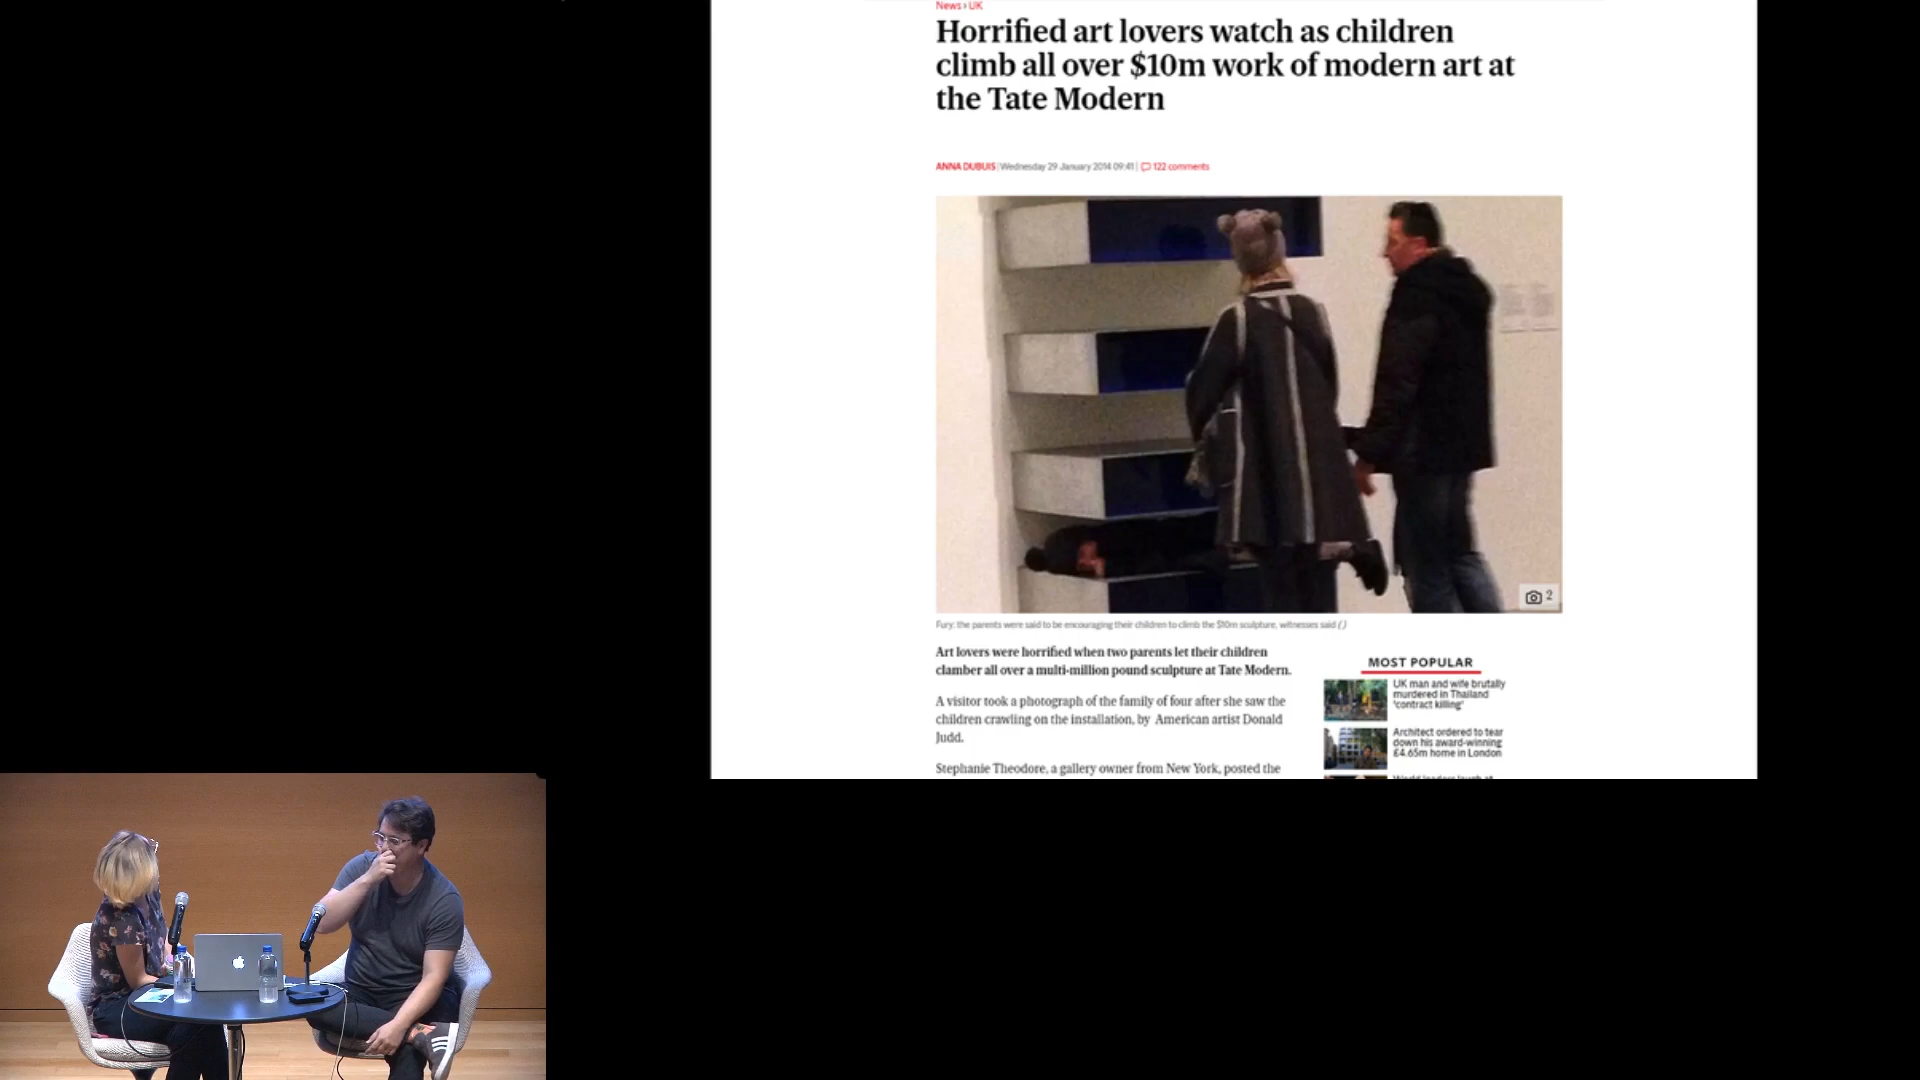 News › UK
Horrified art lovers watch as children
climb all over $10m work of modern art at
the Tate Modern
ANNA DUBUIS | Wednesday 29 January 2014 09:41 | 122 comments
2
Fury: the parents were said to be encouraging their children to climb the $10m sculpture, witnesses said ()
Art lovers were horrified when two parents let their children
clamber all over a multi-million pound sculpture at Tate Modern.
A visitor took a photograph of the family of four after she saw the
children crawling on the installation, by American artist Donald
Judd.
Stephanie Theodore, a gallery owner from New York, posted the
MOST POPULAR
UK man and wife brutally
murdered in Thailand
'contract killing'
Architect ordered to tear
down his award-winning
£4.65m home in London
World leaders laugh at